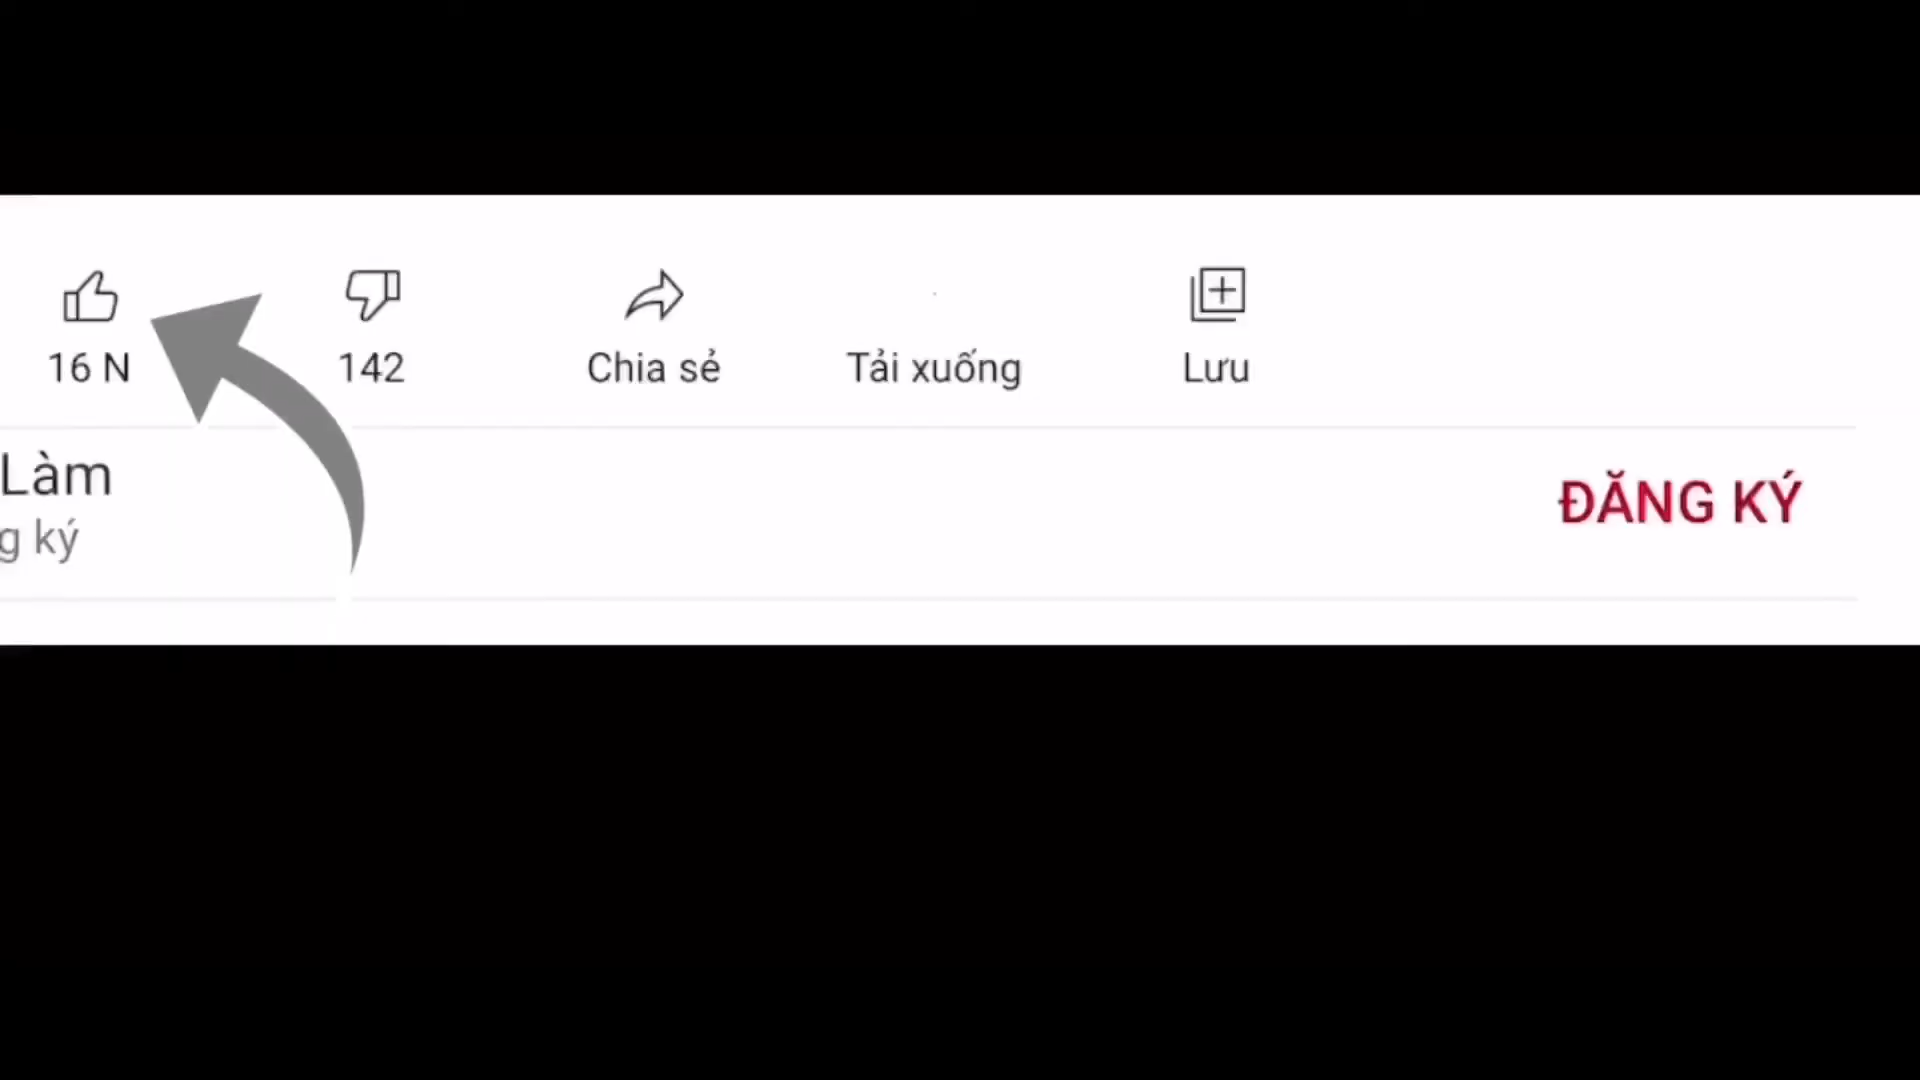 16 N 142 Chia sẻ Tải xuống Lưu
Làm
ĐĂNG KÝ
ký